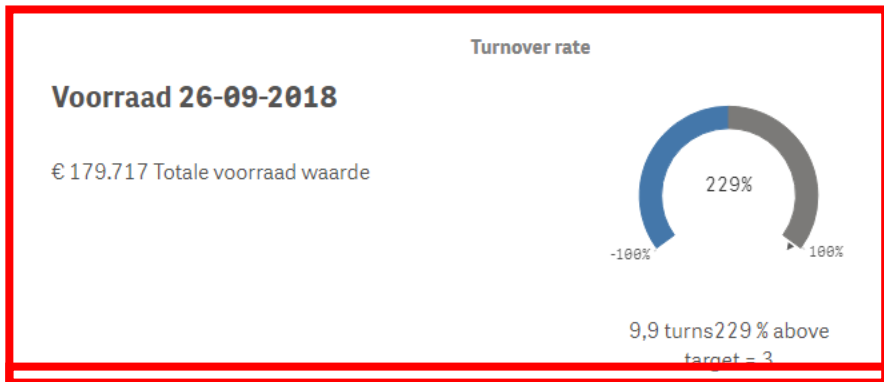 Turnover rate
Voorraad 26-09-2018
€ 179.717 Totale voorraad waarde
229%
-100%
100%
9,9 turns229 % above
target = 3